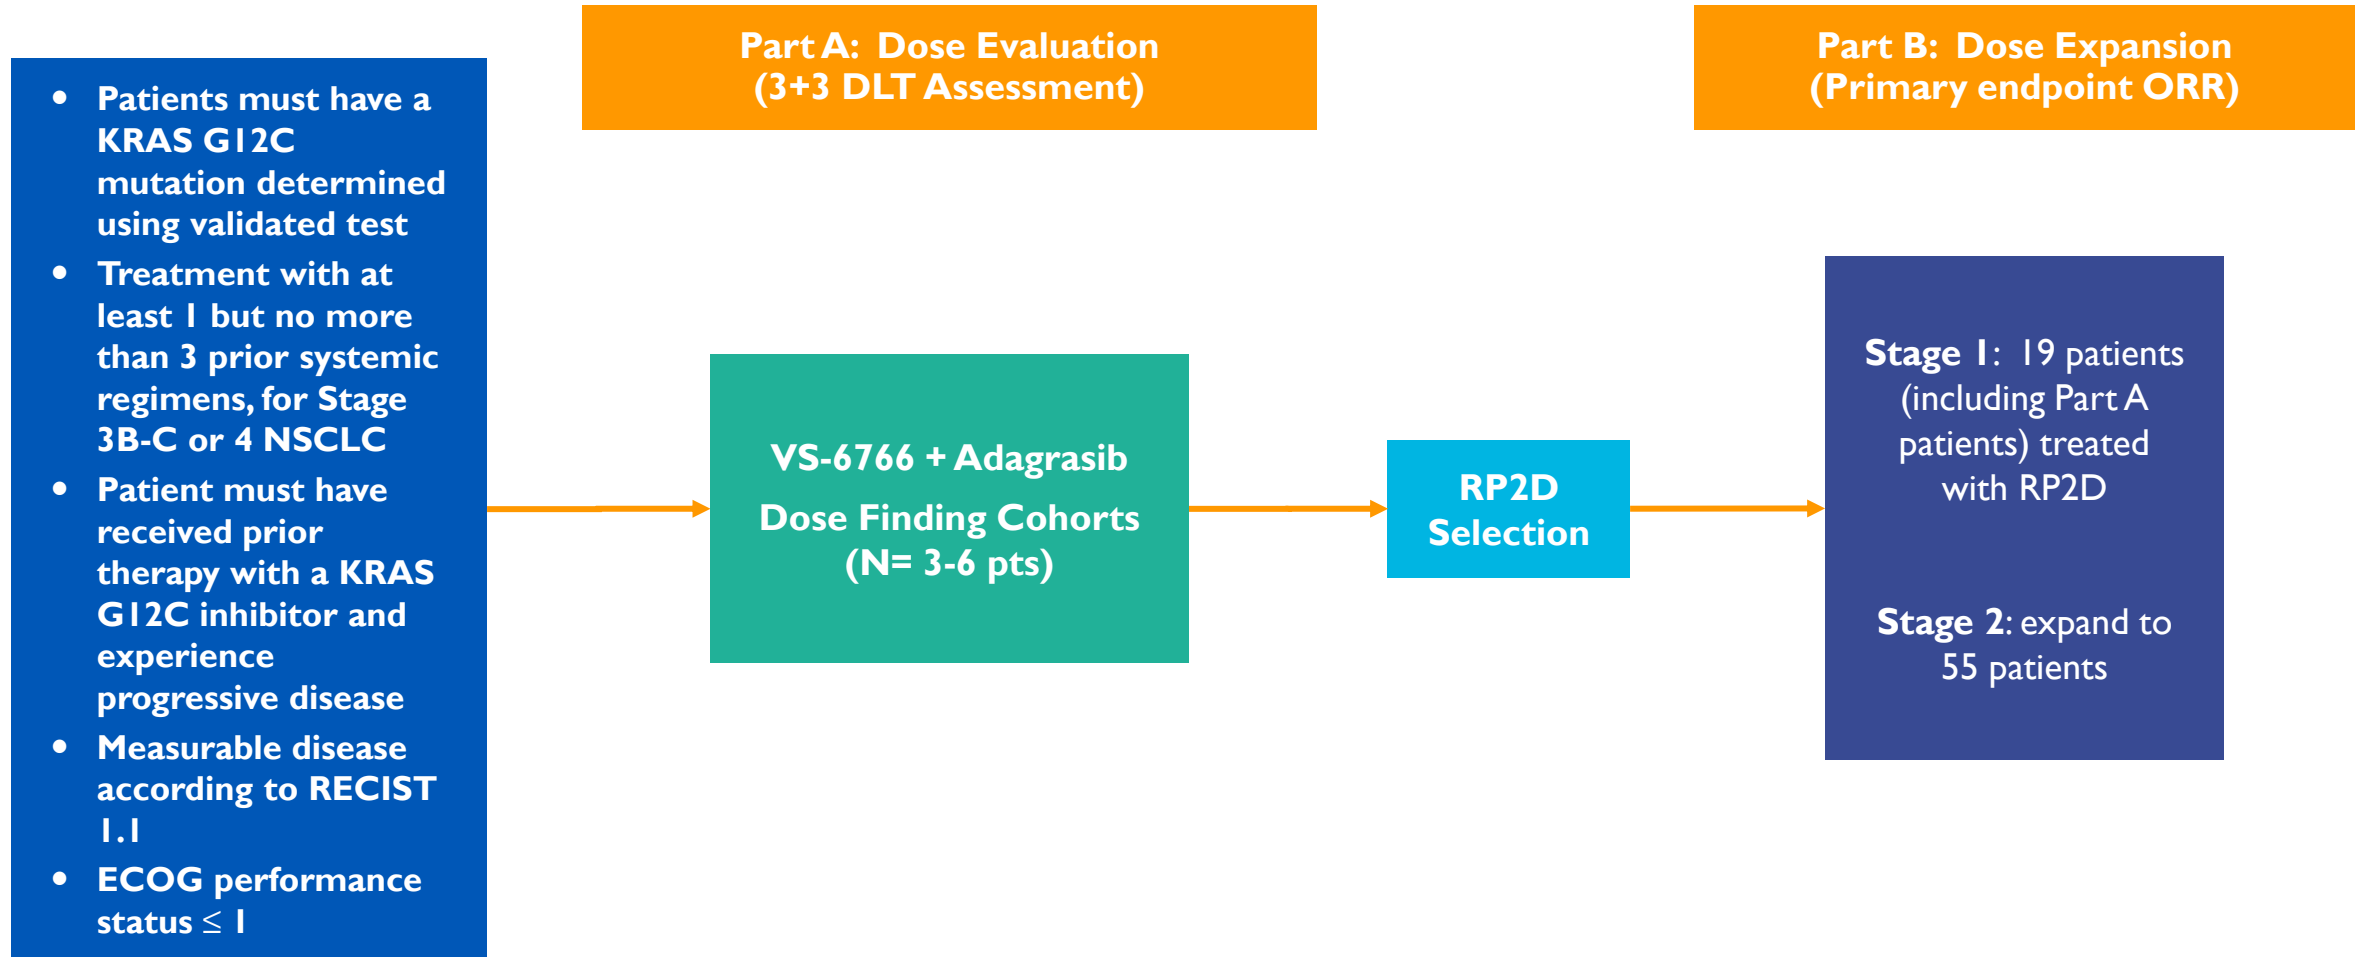 • Patients must have a
KRAS G12C
mutation determined
using validated test
• Treatment with at
least 1 but no more
than 3 prior systemic
regimens, for Stage
3B-C or 4 NSCLC
• Patient must have
received prior
therapy with a KRAS
G12C inhibitor and
experience
progressive disease
• Measurable disease
according to RECIST
1.1
• ECOG performance
status ≤ 1
Part A: Dose Evaluation
(3+3 DLT Assessment)
VS-6766 + Adagrasib
Dose Finding Cohorts
(N= 3-6 pts)
RP2D
Selection
Part B: Dose Expansion
(Primary endpoint ORR)
Stage 1: 19 patients
(including Part A
patients) treated
with RP2D
Stage 2: expand to
55 patients